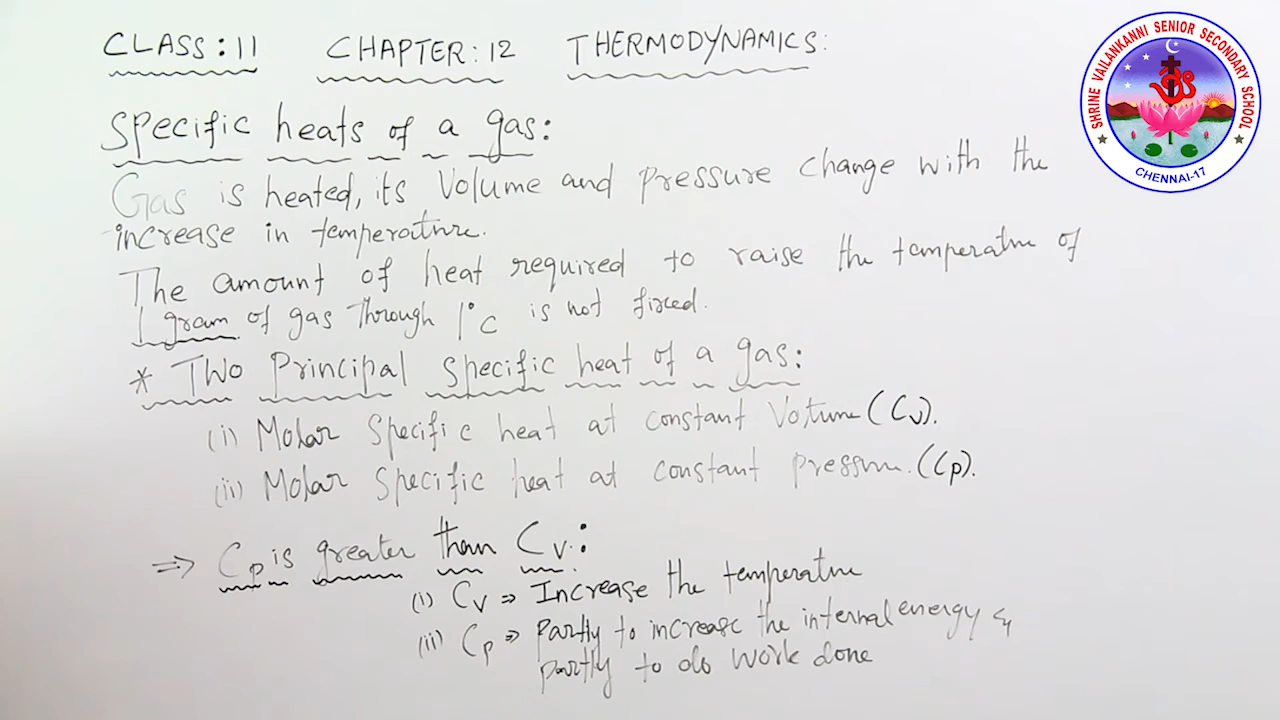 CLASS: 11 CHAPTER: 12 THERMODYNAMICS:
Specific heats of a gas:
Gas is heated, its Volume and pressure change with the
increase in temperature.
The amount of heat required to raise the temperature of
1 gram of gas through 1°C is not fixed.
* Two Principal Specific heat of a gas:
(i) Molar Specific heat at constant Volume (Cv).
(ii) Molar Specific heat at constant pressure. (Cp).
⇒ Cp is greater than Cv:
(i) Cv ⇒ Increase the temperature
(ii) Cp ⇒ Partly to increase the internal energy &
partly to do work done
SHRINE VAILANKANNI SENIOR SECONDARY SCHOOL
CHENNAI-17